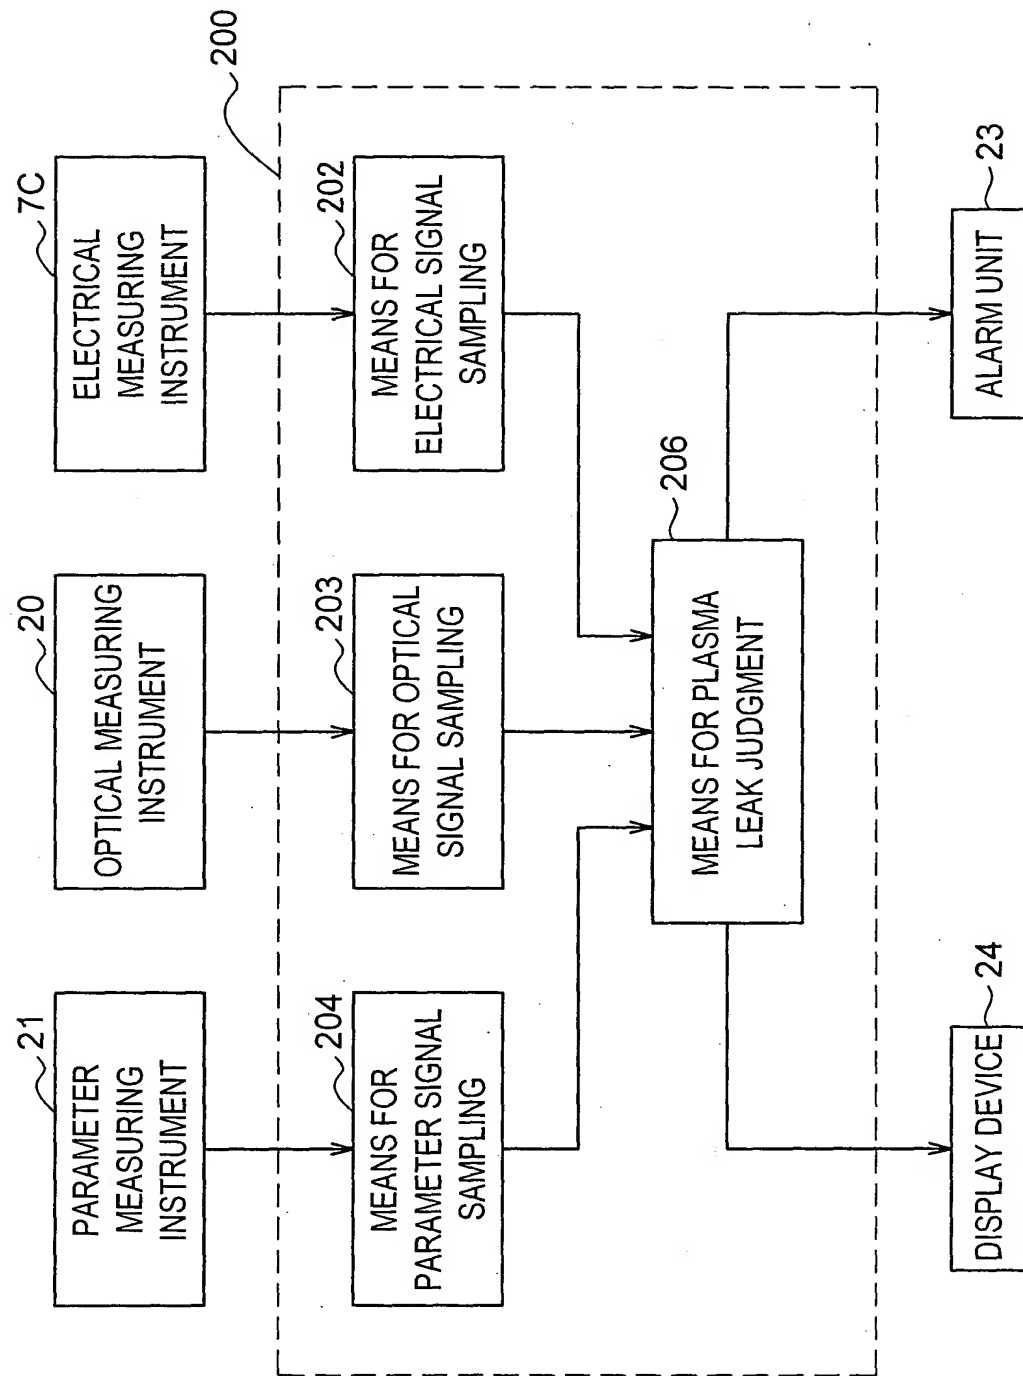 21
PARAMETER
MEASURING
INSTRUMENT
20
OPTICAL MEASURING
INSTRUMENT
7C
ELECTRICAL
MEASURING
INSTRUMENT
200
204
MEANS FOR
PARAMETER SIGNAL
SAMPLING
203
MEANS FOR OPTICAL
SIGNAL SAMPLING
202
MEANS FOR
ELECTRICAL SIGNAL
SAMPLING
206
MEANS FOR PLASMA
LEAK JUDGMENT
24
DISPLAY DEVICE
23
ALARM UNIT